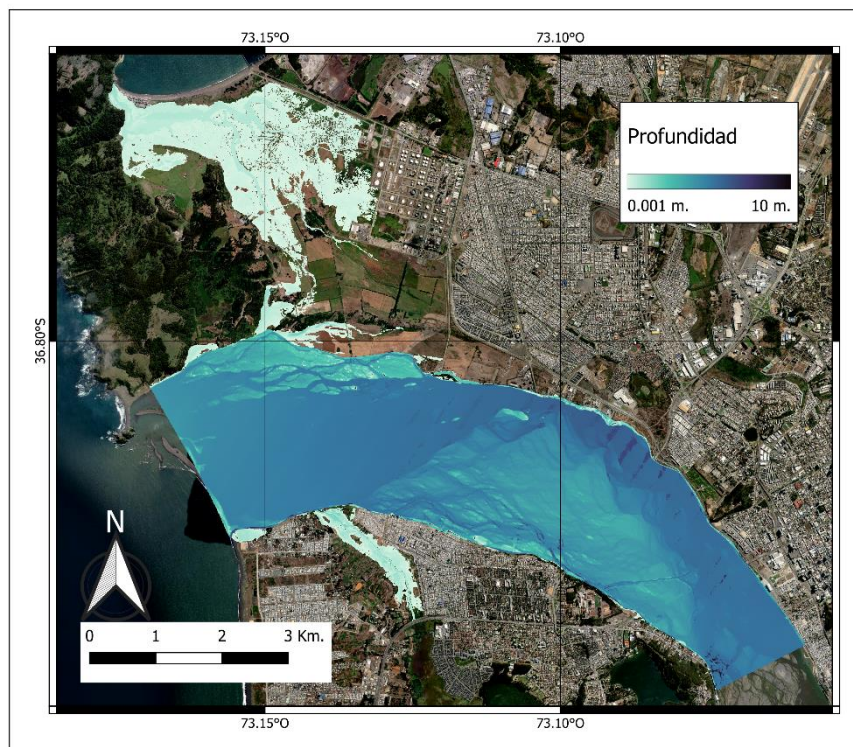 73.15°O 73.10°O
Profundidad
0.001 m. 10 m.
36.80°S
N
0 1 2 3 Km.
73.15°O 73.10°O